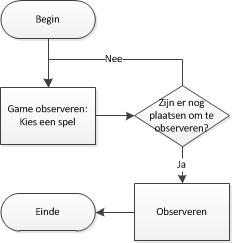 Begin
Nee
Game observeren:
Kies een spel
Zijn er nog
plaatsen om te
observeren?
Ja
Einde
Observeren